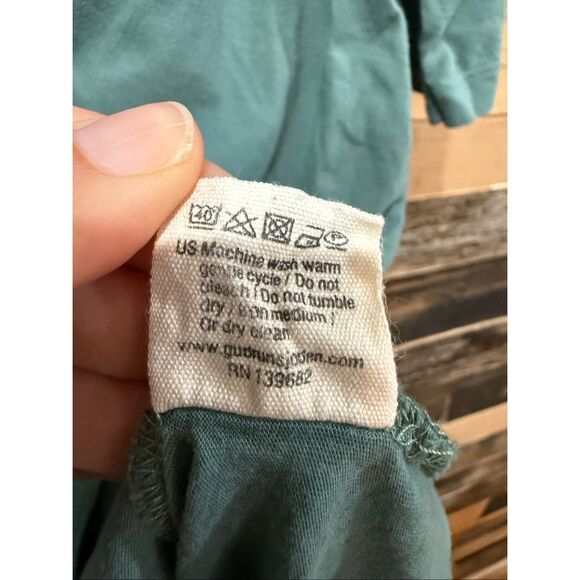 40 P
US Machine wash warm
gentle cycle / Do not
bleach / Do not tumble
dry / Iron medium /
Or dry clean
www.gudrunsjoden.com
RN 139682